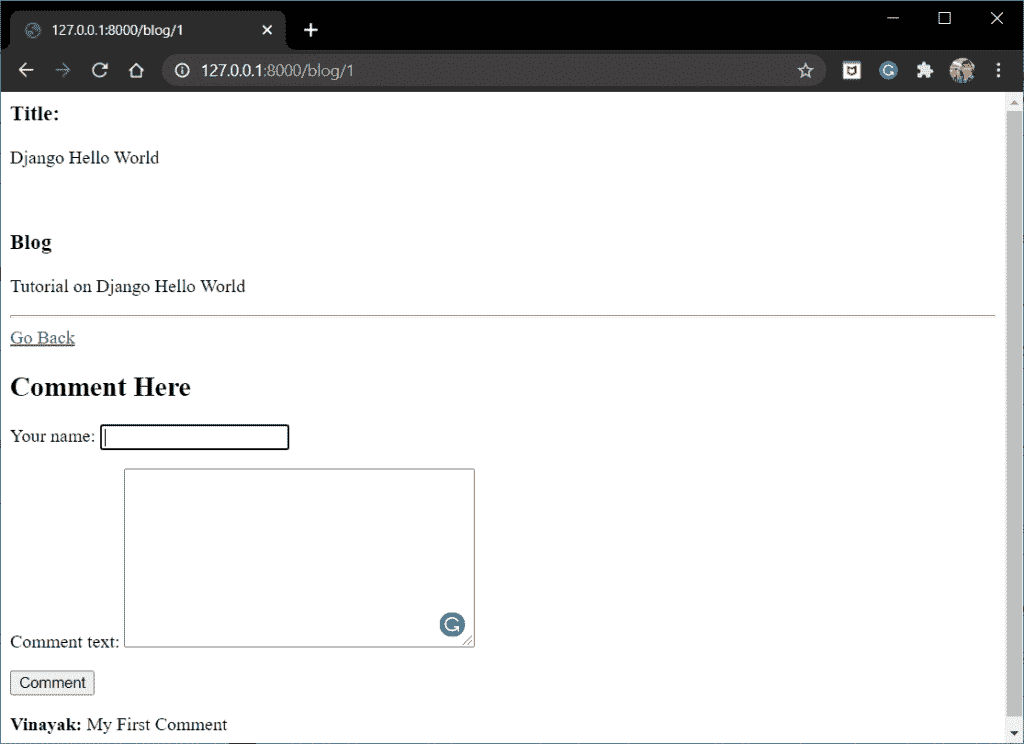 127.0.0.1:8000/blog/1
127.0.0.1:8000/blog/1
Title:
Django Hello World
Blog
Tutorial on Django Hello World
Go Back
Comment Here
Your name:
Comment text:
Comment
Vinayak: My First Comment